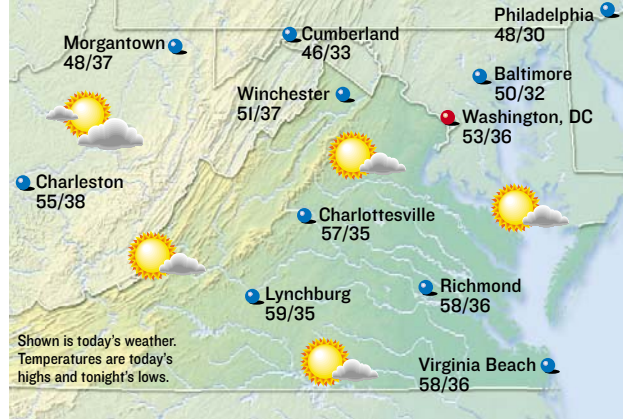 Philadelphia
48/30
Morgantown
48/37
Cumberland
46/33
Baltimore
50/32
Winchester
51/37
Washington, DC
53/36
Charleston
55/38
Charlottesville
57/35
Lynchburg
59/35
Richmond
58/36
Shown is today's weather.
Temperatures are today's
highs and tonight's lows.
Virginia Beach
58/36